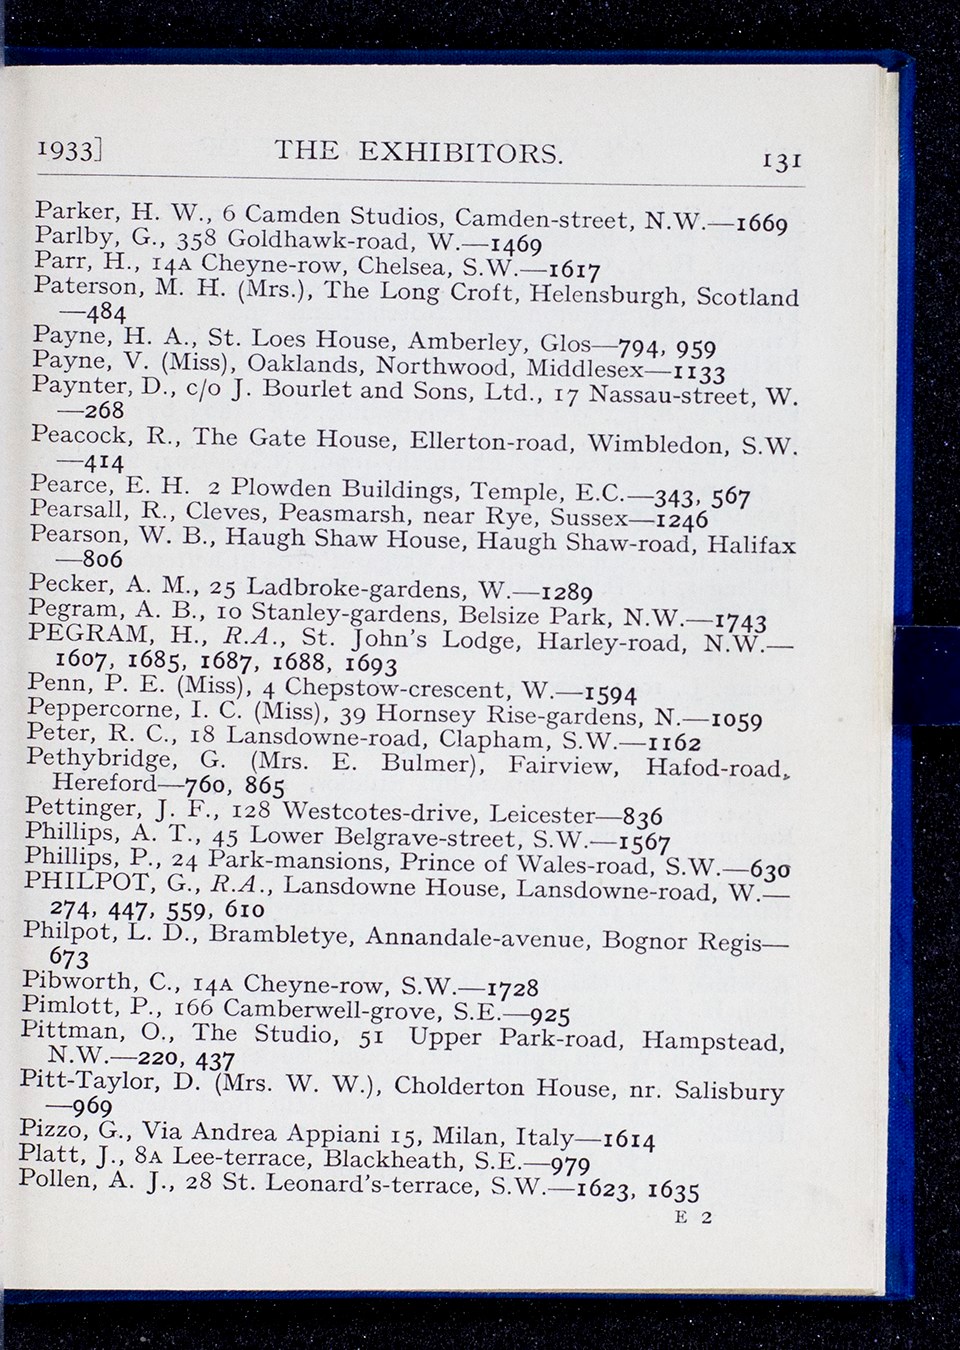 1933] THE EXHIBITORS. 131
Parker, H. W., 6 Camden Studios, Camden-street, N.W.—1669
Parlby, G., 358 Goldhawk-road, W.—1469
Parr, H., 14A Cheyne-row, Chelsea, S.W.—1617
Paterson, M. H. (Mrs.), The Long Croft, Helensburgh, Scotland
—484
Payne, H. A., St. Loes House, Amberley, Glos—794, 959
Payne, V. (Miss), Oaklands, Northwood, Middlesex—1133
Paynter, D., c/o J. Bourlet and Sons, Ltd., 17 Nassau-street, W.
—268
Peacock, R., The Gate House, Ellerton-road, Wimbledon, S.W.
—414
Pearce, E. H. 2 Plowden Buildings, Temple, E.C.—343, 567
Pearsall, R., Cleves, Peasmarsh, near Rye, Sussex—1246
Pearson, W. B., Haugh Shaw House, Haugh Shaw-road, Halifax
—806
Pecker, A. M., 25 Ladbroke-gardens, W.—1289
Pegram, A. B., 10 Stanley-gardens, Belsize Park, N.W.—1743
PEGRAM, H., R.A., St. John's Lodge, Harley-road, N.W.—
1607, 1685, 1687, 1688, 1693
Penn, P. E. (Miss), 4 Chepstow-crescent, W.—1594
Peppercorne, I. C. (Miss), 39 Hornsey Rise-gardens, N.—1059
Peter, R. C., 18 Lansdowne-road, Clapham, S.W.—1162
Pethybridge, G. (Mrs. E. Bulmer), Fairview, Hafod-road,
Hereford—760, 865
Pettinger, J. F., 128 Westcotes-drive, Leicester—836
Phillips, A. T., 45 Lower Belgrave-street, S.W.—1567
Phillips, P., 24 Park-mansions, Prince of Wales-road, S.W.—630
PHILPOT, G., R.A., Lansdowne House, Lansdowne-road, W.—
274, 447, 559, 610
Philpot, L. D., Brambletye, Annandale-avenue, Bognor Regis—
673
Pibworth, C., 14A Cheyne-row, S.W.—1728
Pimlott, P., 166 Camberwell-grove, S.E.—925
Pittman, O., The Studio, 51 Upper Park-road, Hampstead,
N.W.—220, 437
Pitt-Taylor, D. (Mrs. W. W.), Cholderton House, nr. Salisbury
—969
Pizzo, G., Via Andrea Appiani 15, Milan, Italy—1614
Platt, J., 8A Lee-terrace, Blackheath, S.E.—979
Pollen, A. J., 28 St. Leonard's-terrace, S.W.—1623, 1635
E 2